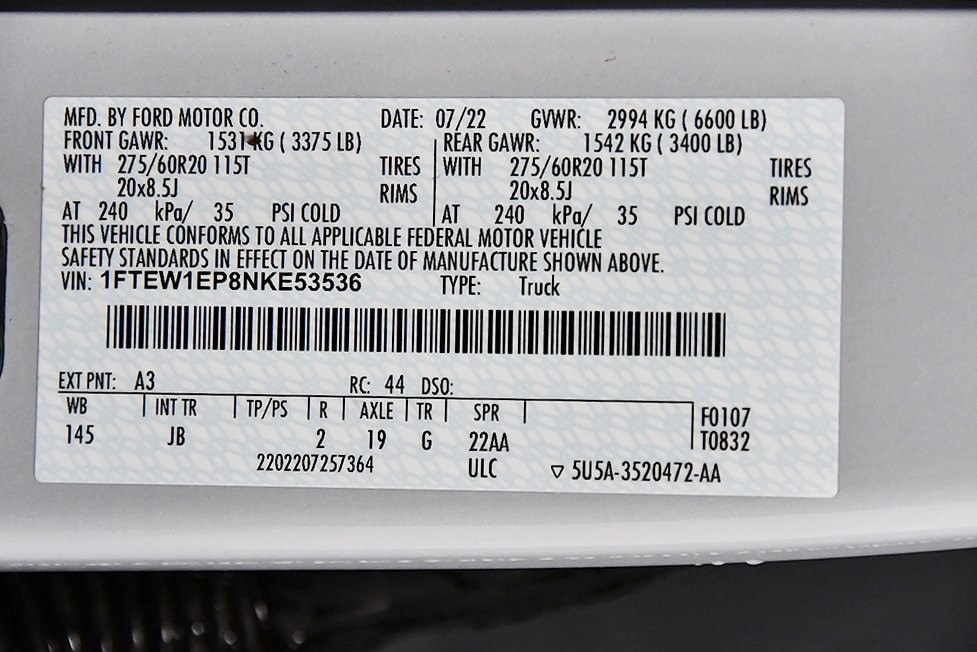 MFD. BY FORD MOTOR CO. DATE: 07/22 GVWR: 2994 KG ( 6600 LB)
FRONT GAWR: 1531 KG ( 3375 LB) REAR GAWR: 1542 KG ( 3400 LB)
WITH 275/60R20 115T TIRES WITH 275/60R20 115T TIRES
20x8.5J RIMS 20x8.5J RIMS
AT 240 kPa/ 35 PSI COLD AT 240 kPa/ 35 PSI COLD
THIS VEHICLE CONFORMS TO ALL APPLICABLE FEDERAL MOTOR VEHICLE
SAFETY STANDARDS IN EFFECT ON THE DATE OF MANUFACTURE SHOWN ABOVE.
VIN: 1FTEW1EP8NKE53536 TYPE: Truck
EXT PNT: A3 RC: 44 DSO:
WB INT TR TP/PS R AXLE TR SPR F0107
145 JB 2 19 G 22AA T0832
2202207257364 ULC ▽ 5U5A-3520472-AA